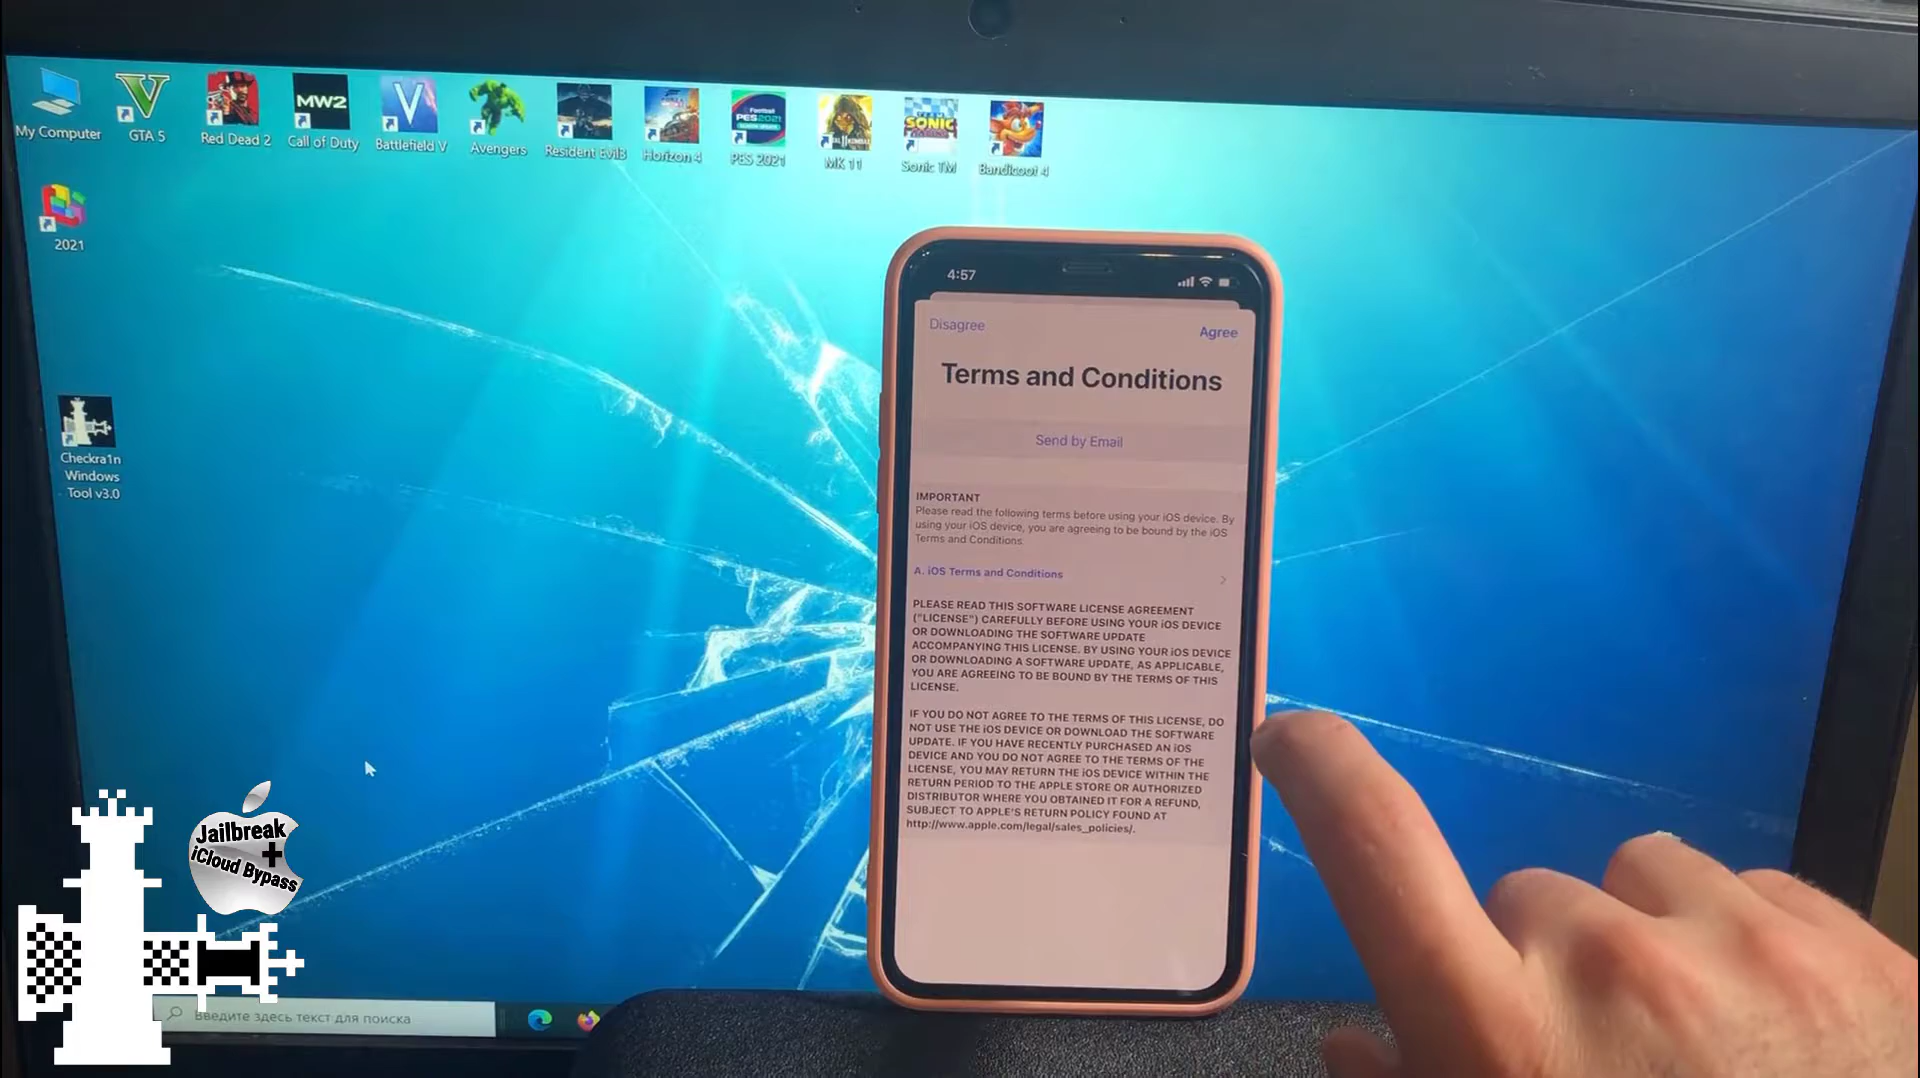 My Computer
GTA 5
Red Dead 2
MW2
Call of Duty
V
Battlefield V
Avengers
Resident Evil3
Horizon 4
PES2021
PES 2021
MK 11
SONIC
Sonic TM
Bandicoot 4
2021
Checkra1n
Windows
Tool v3.0
4:57
Disagree
Agree
Terms and Conditions
Send by Email
IMPORTANT
Please read the following terms before using your iOS device. By
using your iOS device, you are agreeing to be bound by the iOS
Terms and Conditions.
A. iOS Terms and Conditions
PLEASE READ THIS SOFTWARE LICENSE AGREEMENT
("LICENSE") CAREFULLY BEFORE USING YOUR iOS DEVICE
OR DOWNLOADING THE SOFTWARE UPDATE
ACCOMPANYING THIS LICENSE. BY USING YOUR iOS DEVICE
OR DOWNLOADING A SOFTWARE UPDATE, AS APPLICABLE,
YOU ARE AGREEING TO BE BOUND BY THE TERMS OF THIS
LICENSE.
IF YOU DO NOT AGREE TO THE TERMS OF THIS LICENSE, DO
NOT USE THE iOS DEVICE OR DOWNLOAD THE SOFTWARE
UPDATE. IF YOU HAVE RECENTLY PURCHASED AN iOS
DEVICE AND YOU DO NOT AGREE TO THE TERMS OF THE
LICENSE, YOU MAY RETURN THE iOS DEVICE WITHIN THE
RETURN PERIOD TO THE APPLE STORE OR AUTHORIZED
DISTRIBUTOR WHERE YOU OBTAINED IT FOR A REFUND,
SUBJECT TO APPLE'S RETURN POLICY FOUND AT
http://www.apple.com/legal/sales_policies/.
Jailbreak
+
iCloud Bypass
Введите здесь текст для поиска